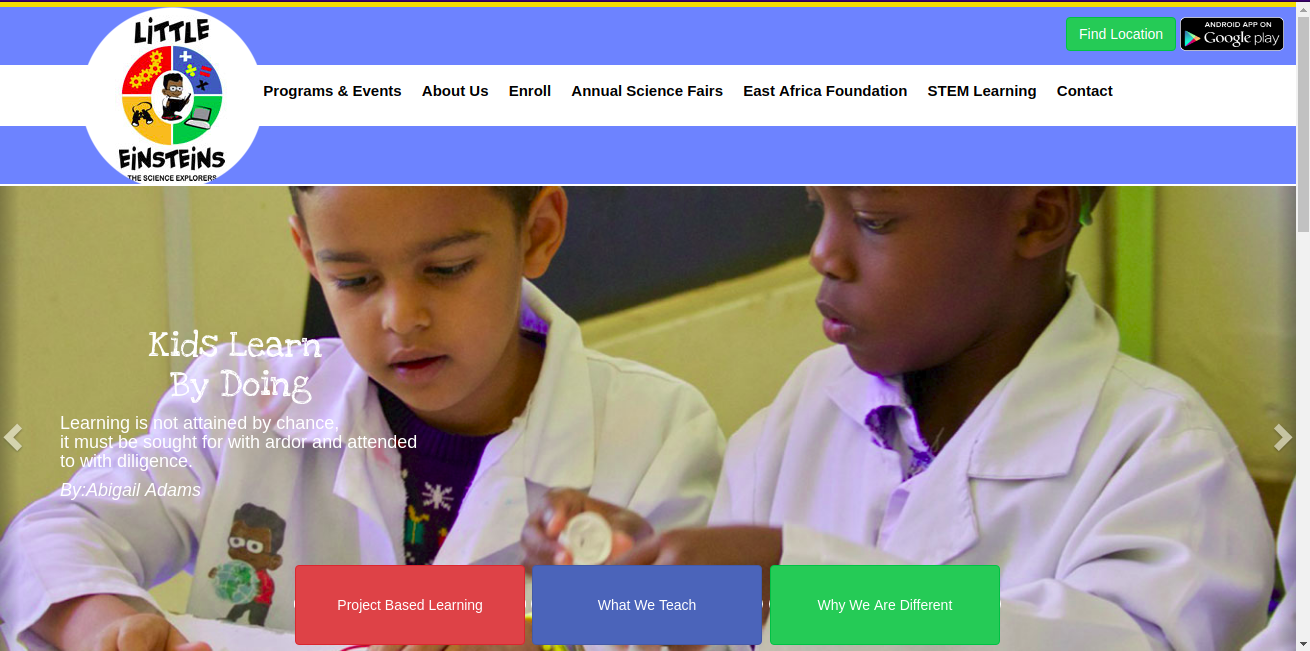 LiTTLE
EiNSTEiNS
THE SCIENCE EXPLORERS
Find Location
ANDROID APP ON
Google play
Programs & Events
About Us
Enroll
Annual Science Fairs
East Africa Foundation
STEM Learning
Contact
Kids Learn
By Doing
Learning is not attained by chance,
it must be sought for with ardor and attended
to with diligence.
By:Abigail Adams
Project Based Learning
What We Teach
Why We Are Different